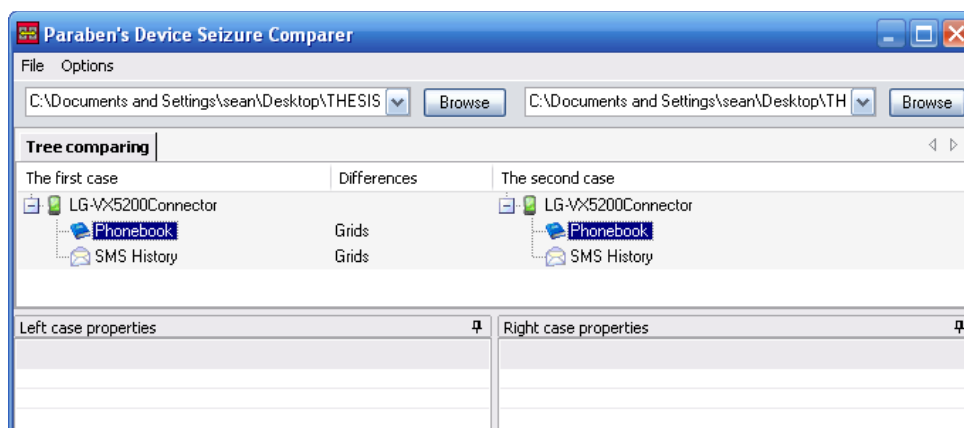 Paraben's Device Seizure Comparer
File Options
C:\Documents and Settings\sean\Desktop\THESIS Browse C:\Documents and Settings\sean\Desktop\TH Browse
Tree comparing
The first case Differences The second case
LG-VX5200Connector LG-VX5200Connector
Phonebook Grids Phonebook
SMS History Grids SMS History
Left case properties Right case properties